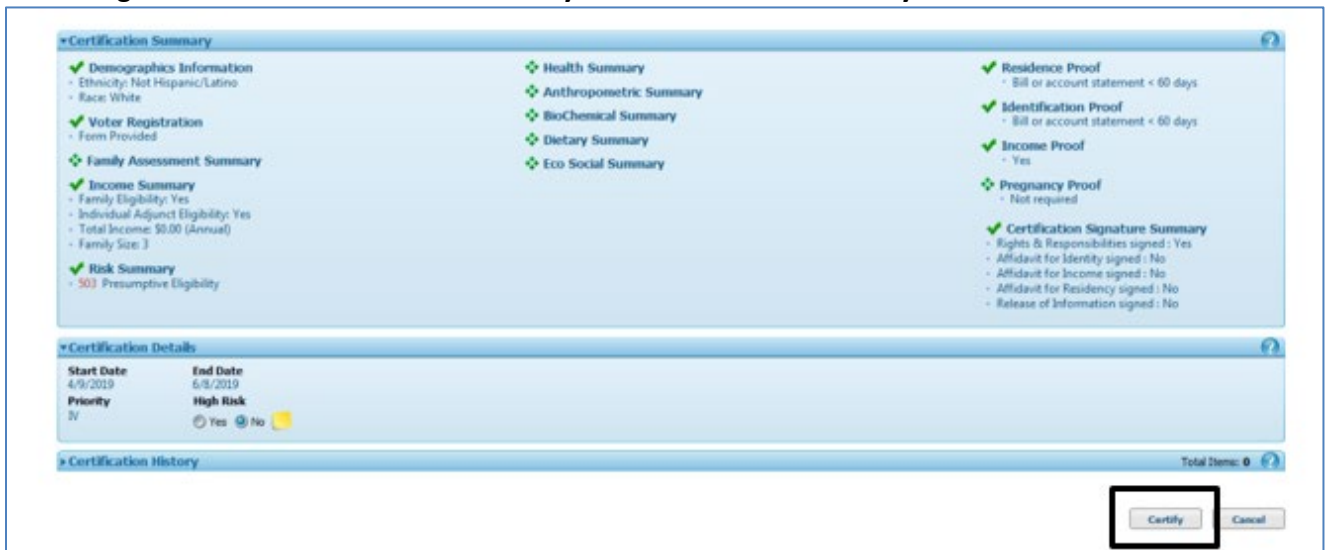 Certification Summary
Demographics Information
Ethnicity: Not Hispanic/Latino
Race: White
Voter Registration
Form Provided
Family Assessment Summary
Income Summary
Family Eligibility: Yes
Individual Adjunct Eligibility: Yes
Total Income: $0.00 (Annual)
Family Size: 3
Risk Summary
503 Presumptive Eligibility
Health Summary
Anthropometric Summary
BioChemical Summary
Dietary Summary
Eco Social Summary
Residence Proof
Bill or account statement < 60 days
Identification Proof
Bill or account statement < 60 days
Income Proof
Yes
Pregnancy Proof
Not required
Certification Signature Summary
Rights & Responsibilities signed : Yes
Affidavit for Identity signed : No
Affidavit for Income signed : No
Affidavit for Residency signed : No
Release of Information signed : No
Certification Details
Start Date End Date
4/9/2019 6/8/2019
Priority High Risk
IV Yes No
Certification History Total Items: 0
Certify Cancel